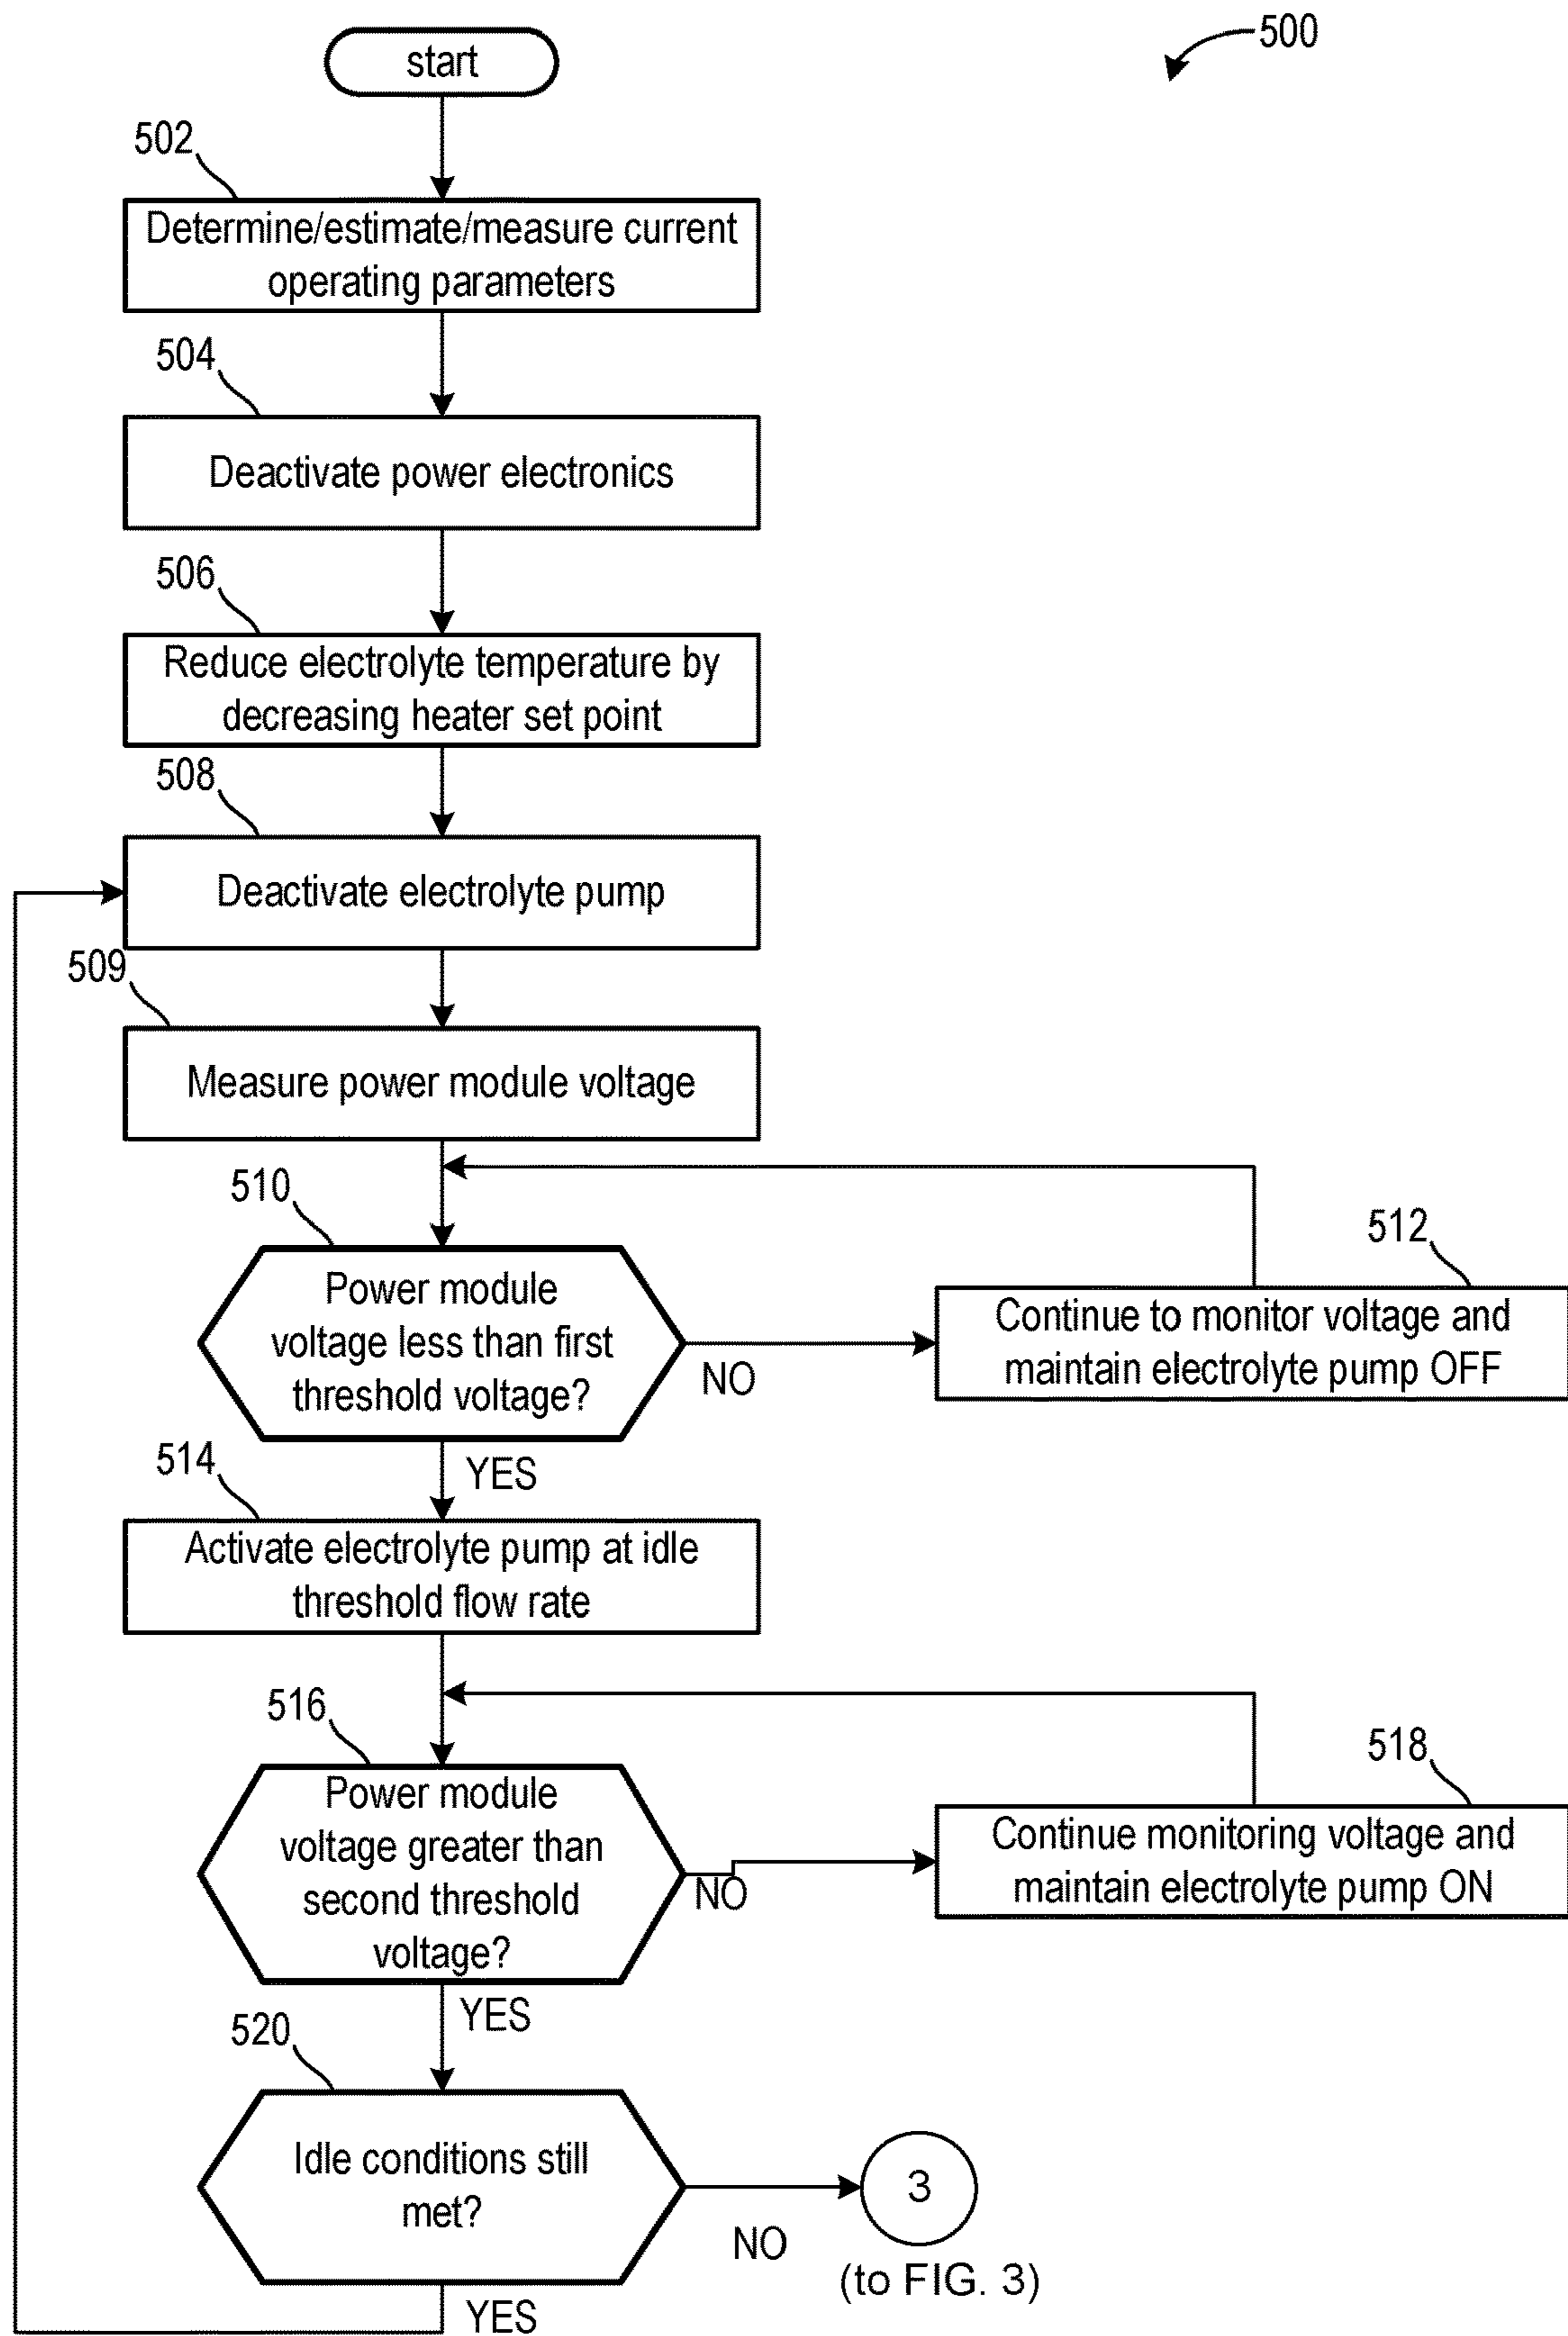 500
start
502
Determine/estimate/measure current
operating parameters
504
Deactivate power electronics
506
Reduce electrolyte temperature by
decreasing heater set point
508
Deactivate electrolyte pump
509
Measure power module voltage
510
Power module
voltage less than first
threshold voltage?
NO
512
Continue to monitor voltage and
maintain electrolyte pump OFF
YES
514
Activate electrolyte pump at idle
threshold flow rate
516
Power module
voltage greater than
second threshold
voltage?
NO
518
Continue monitoring voltage and
maintain electrolyte pump ON
YES
520
Idle conditions still
met?
NO
3
(to FIG. 3)
YES